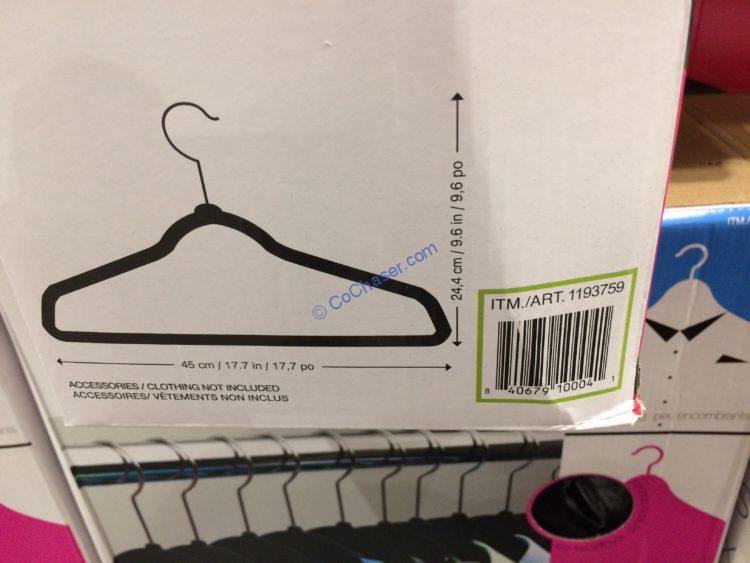 24,4 cm / 9.6 in / 9,6 po
© CoChaser.com
45 cm / 17.7 in / 17,7 po
ACCESSORIES / CLOTHING NOT INCLUDED
ACCESSOIRES/ VÊTEMENTS NON INCLUS
ITM./ART. 1193759
8 40679 10004 1
ITM./
peu encombrants